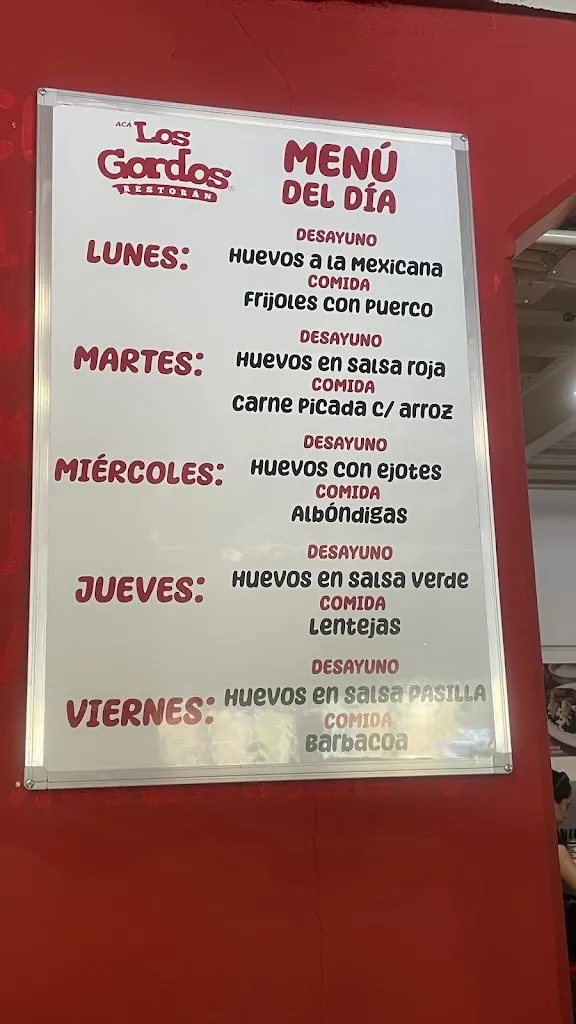 ACÁ
Los
Gordos
RESTORÁN
MENÚ
DEL DÍA
LUNES:
DESAYUNO
Huevos a la Mexicana
COMIDA
Frijoles con Puerco
MARTES:
DESAYUNO
Huevos en salsa roja
COMIDA
Carne Picada c/ arroz
MIÉRCOLES:
DESAYUNO
Huevos con ejotes
COMIDA
Albóndigas
JUEVES:
DESAYUNO
Huevos en salsa verde
COMIDA
Lentejas
VIERNES:
DESAYUNO
Huevos en salsa PASILLA
COMIDA
Barbacoa